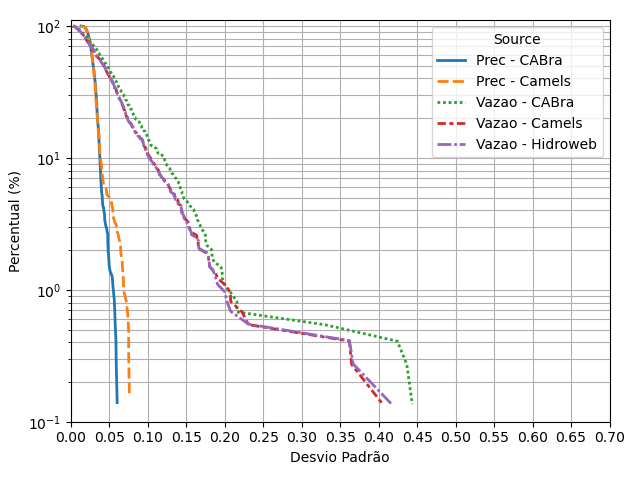 10²
10¹
10⁰
10⁻¹
Percentual (%)
Source
Prec - CABra
Prec - Camels
Vazao - CABra
Vazao - Camels
Vazao - Hidroweb
0.00 0.05 0.10 0.15 0.20 0.25 0.30 0.35 0.40 0.45 0.50 0.55 0.60 0.65 0.70
Desvio Padrão